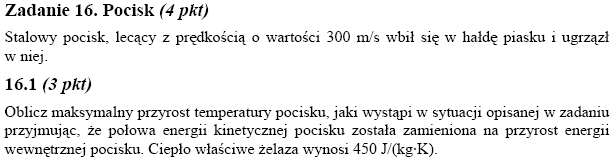 Zadanie 16. Pocisk (4 pkt)
Stalowy pocisk, lecący z prędkością o wartości 300 m/s wbił się w hałdę piasku i ugrzązł
w niej.
16.1 (3 pkt)
Oblicz maksymalny przyrost temperatury pocisku, jaki wystąpi w sytuacji opisanej w zadaniu
przyjmując, że połowa energii kinetycznej pocisku została zamieniona na przyrost energii
wewnętrznej pocisku. Ciepło właściwe żelaza wynosi 450 J/(kg·K).